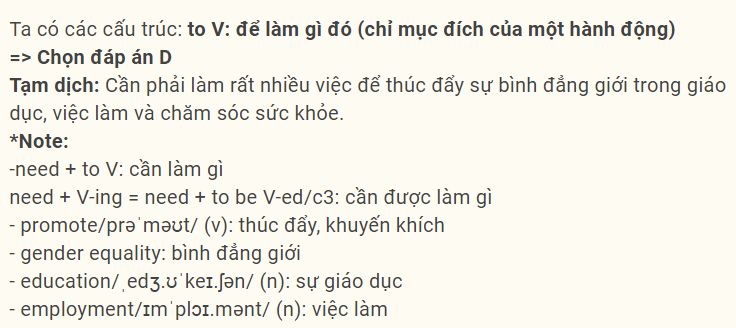 Ta có các cấu trúc: to V: để làm gì đó (chỉ mục đích của một hành động)
=> Chọn đáp án D
Tạm dịch: Cần phải làm rất nhiều việc để thúc đẩy sự bình đẳng giới trong giáo
dục, việc làm và chăm sóc sức khỏe.
*Note:
-need + to V: cần làm gì
need + V-ing = need + to be V-ed/c3: cần được làm gì
- promote/prəˈməʊt/ (v): thúc đẩy, khuyến khích
- gender equality: bình đẳng giới
- education/ˌedʒ.ʊˈkeɪ.ʃən/ (n): sự giáo dục
- employment/ɪmˈplɔɪ.mənt/ (n): việc làm